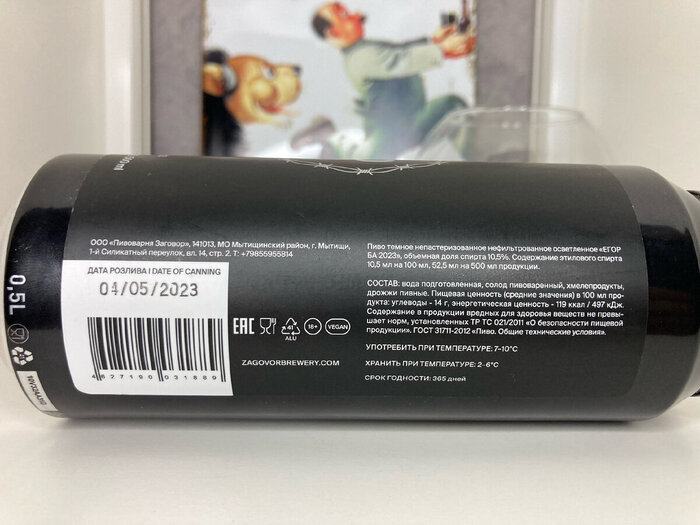 ООО «Пивоварня Заговор», 141013, МО Мытищинский район, г. Мытищи,
1-й Силикатный переулок, вл. 14, стр. 2. Т: +79855955814
ДАТА РОЗЛИВА | DATE OF CANNING
04/05/2023
4 627190 031889
EAC
41
ALU
18+
VEGAN
ZAGOVORBREWERY.COM
Пиво темное непастеризованное нефильтрованное осветленное «ЕГОР
БА 2023», объемная доля спирта 10,5%. Содержание этилового спирта
10,5 мл на 100 мл, 52,5 мл на 500 мл продукции.
СОСТАВ: вода подготовленная, солод пивоваренный, хмелепродукты,
дрожжи пивные. Пищевая ценность (средние значения) в 100 мл про-
дукта: углеводы - 14 г, энергетическая ценность - 119 ккал / 497 кДж.
Содержание в продукции вредных для здоровья веществ не превы-
шает норм, установленных ТР ТС 021/2011 «О безопасности пищевой
продукции». ГОСТ 31711-2012 «Пиво. Общие технические условия».
УПОТРЕБИТЬ ПРИ ТЕМПЕРАТУРЕ: 7-10°С
ХРАНИТЬ ПРИ ТЕМПЕРАТУРЕ: 2-6°С
СРОК ГОДНОСТИ: 365 дней
0,5L